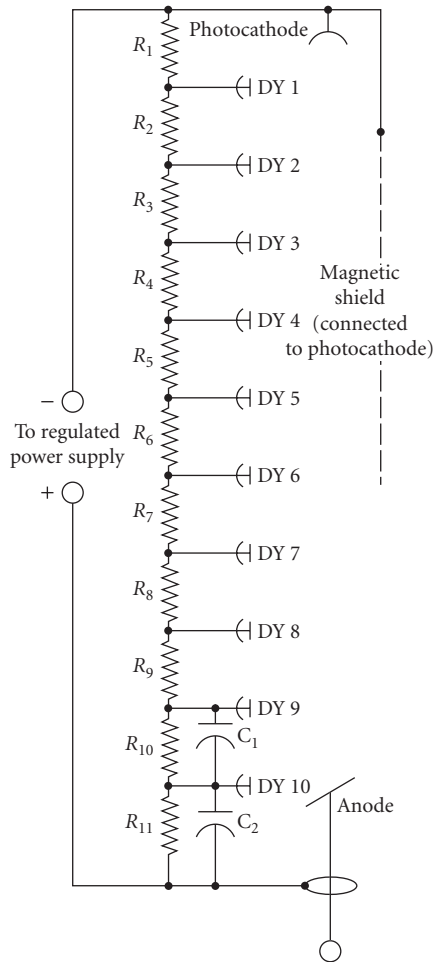 Photocathode
R1
DY 1
R2
DY 2
R3
DY 3
R4
Magnetic
shield
(connected
to photocathode)
DY 4
R5
DY 5
−
To regulated
power supply
+
R6
DY 6
R7
DY 7
R8
DY 8
R9
DY 9
C1
R10
DY 10
Anode
R11
C2